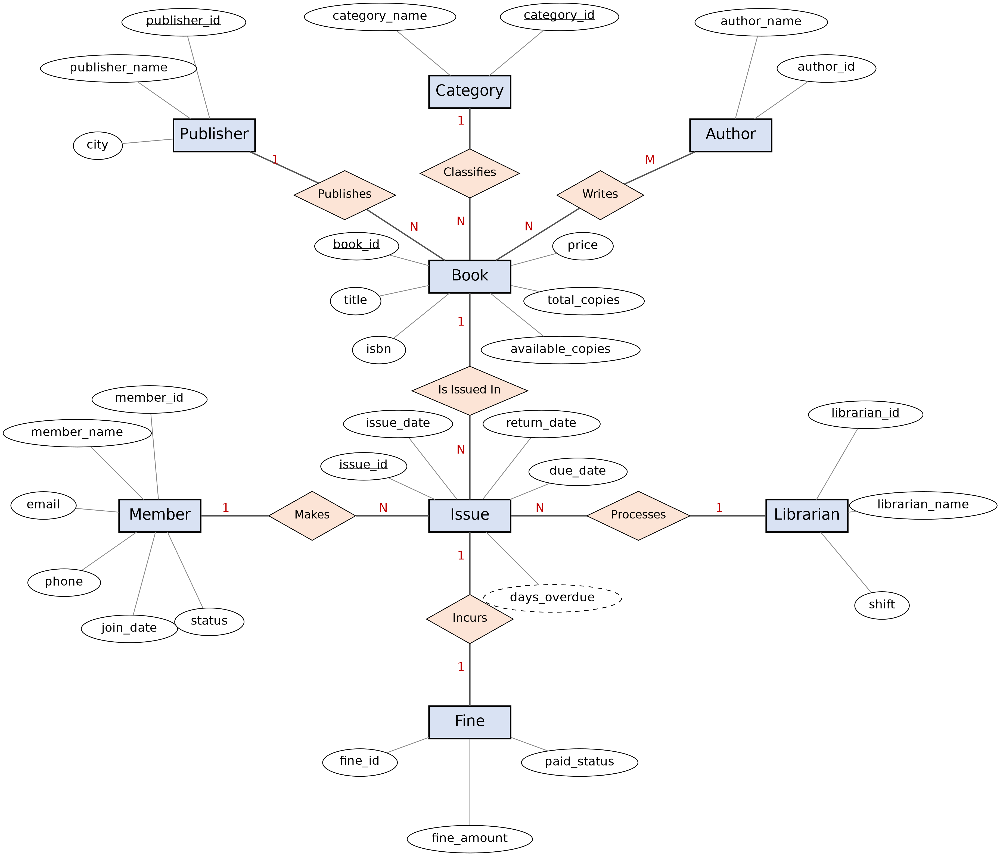 category_name
category_id
publisher_id
author_name
publisher_name
author_id
Category
1
Publisher
Author
city
1
M
Classifies
Publishes
Writes
N
N
N
book_id
price
Book
title
total_copies
1
isbn
available_copies
Is Issued In
member_id
librarian_id
member_name
issue_date
return_date
N
issue_id
due_date
email
librarian_name
Member
1
Makes
N
Issue
N
Processes
1
Librarian
1
phone
days_overdue
shift
Incurs
status
join_date
1
Fine
fine_id
paid_status
fine_amount